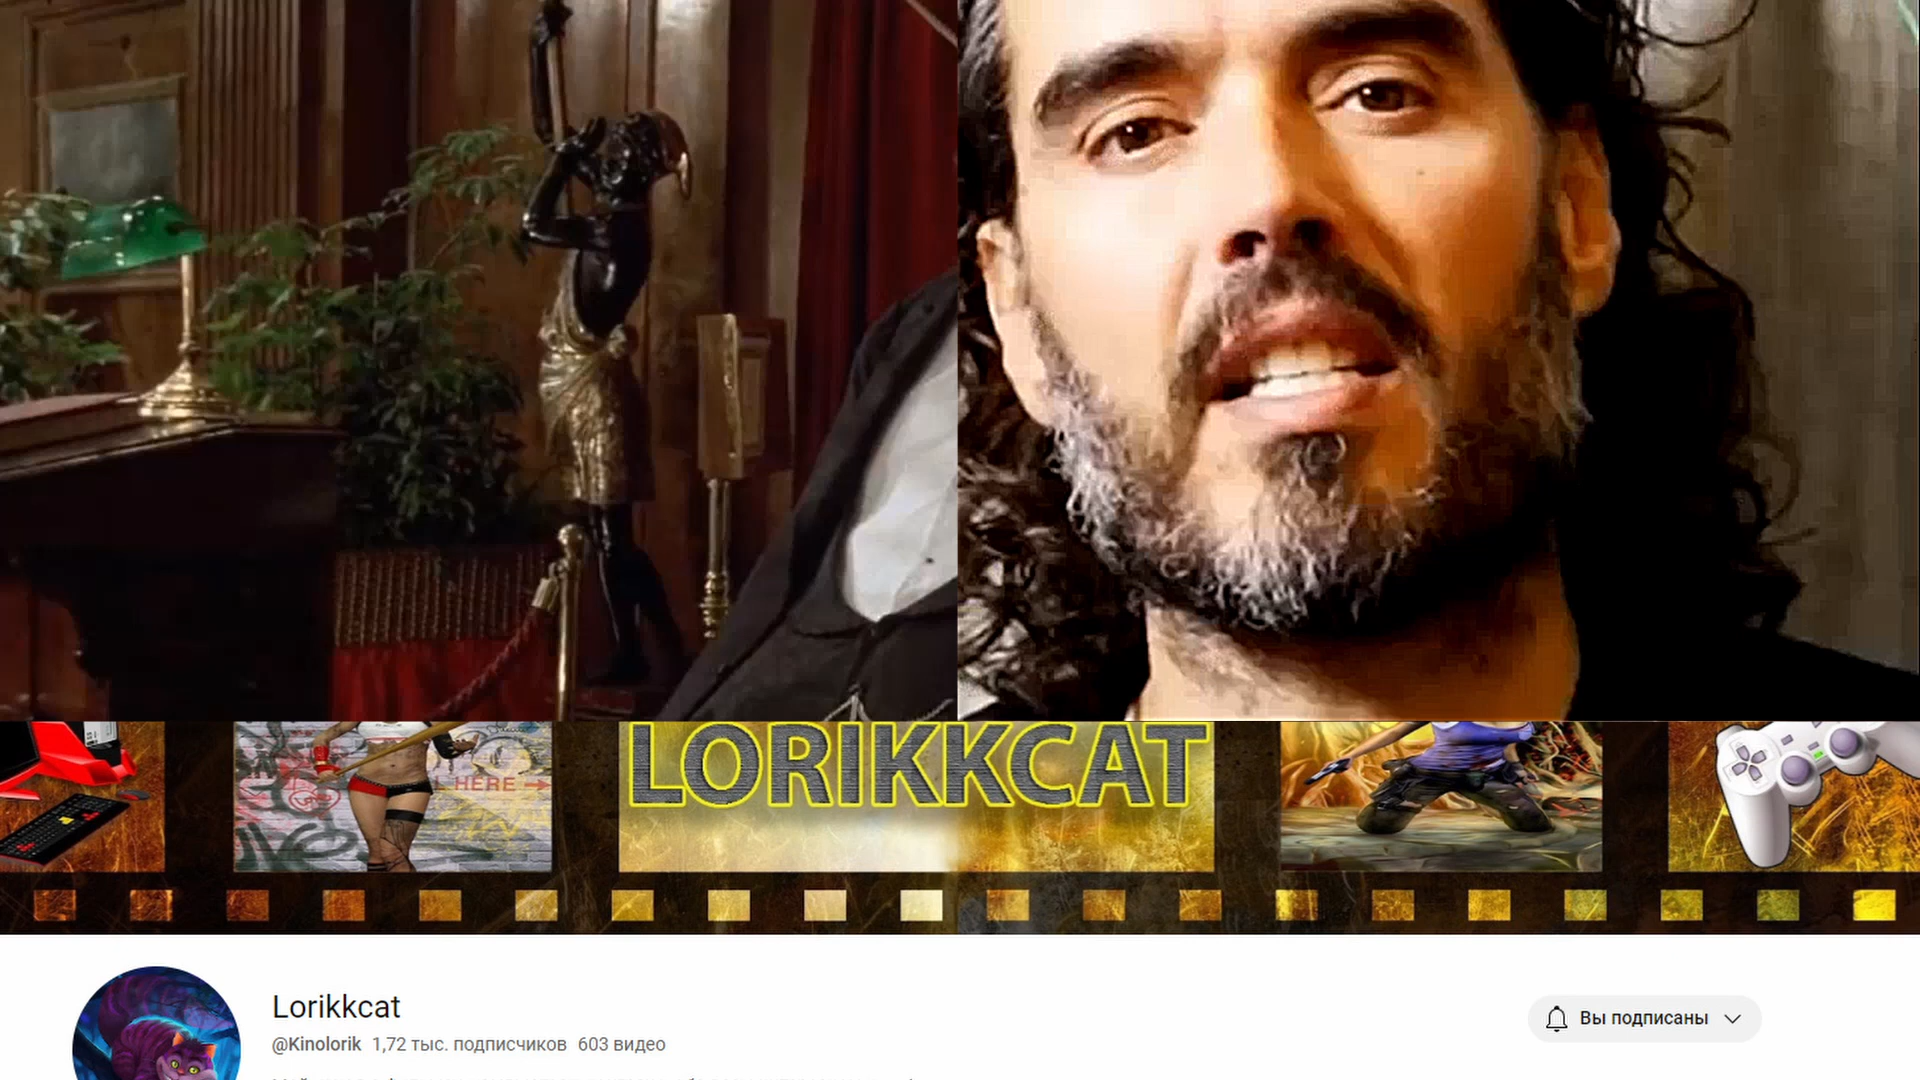 LORIKKCAT
HERE
Lorikkcat
@Kinolorik 1,72 тыс. подписчиков 603 видео
Вы подписаны